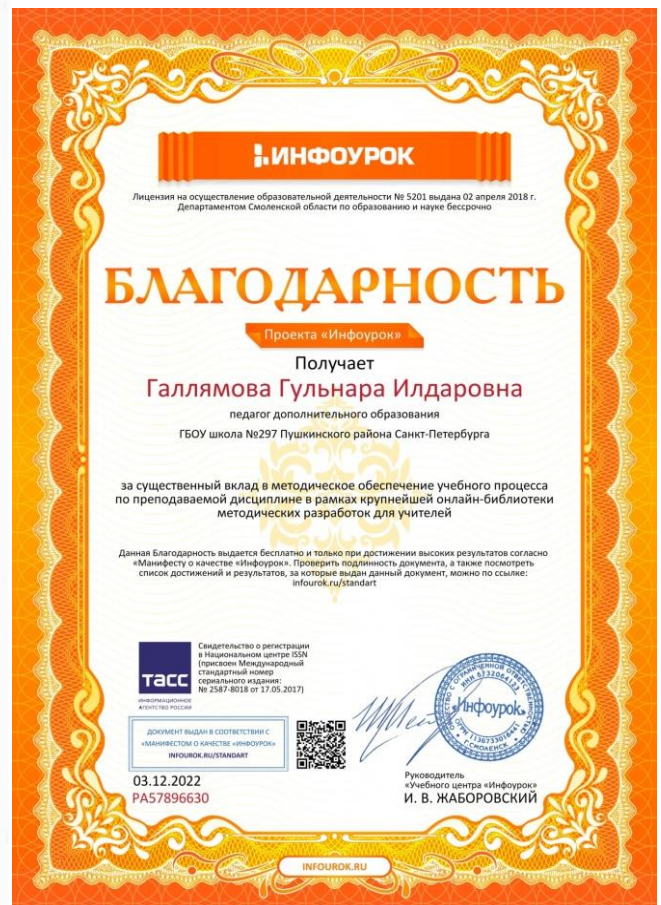 ИНФОУРОК
Лицензия на осуществление образовательной деятельности № 5201 выдана 02 апреля 2018 г.
Департаментом Смоленской области по образованию и науке бессрочно
БЛАГОДАРНОСТЬ
Проекта «Инфоурок»
Получает
Галлямова Гульнара Илдаровна
педагог дополнительного образования
ГБОУ школа №297 Пушкинского района Санкт-Петербурга
за существенный вклад в методическое обеспечение учебного процесса
по преподаваемой дисциплине в рамках крупнейшей онлайн-библиотеки
методических разработок для учителей
Данная Благодарность выдается бесплатно и только при достижении высоких результатов согласно
«Манифесту о качестве «Инфоурок». Проверить подлинность документа, а также посмотреть
список достижений и результатов, за которые выдан данный документ, можно по ссылке:
infourok.ru/standart
Свидетельство о регистрации
в Национальном центре ISSN
(присвоен Международный
стандартный номер
сериального издания:
№ 2587-8018 от 17.05.2017)
ТАСС
ИНФОРМАЦИОННОЕ
АГЕНТСТВО РОССИИ
ДОКУМЕНТ ВЫДАН В СООТВЕТСТВИИ С
«МАНИФЕСТОМ О КАЧЕСТВЕ «ИНФОУРОК»
INFOUROK.RU/STANDART
03.12.2022
РА57896630
«Инфоурок»
г.СМОЛЕНСК
Руководитель
«Учебного центра «Инфоурок»
И. В. ЖАБОРОВСКИЙ
INFOUROK.RU